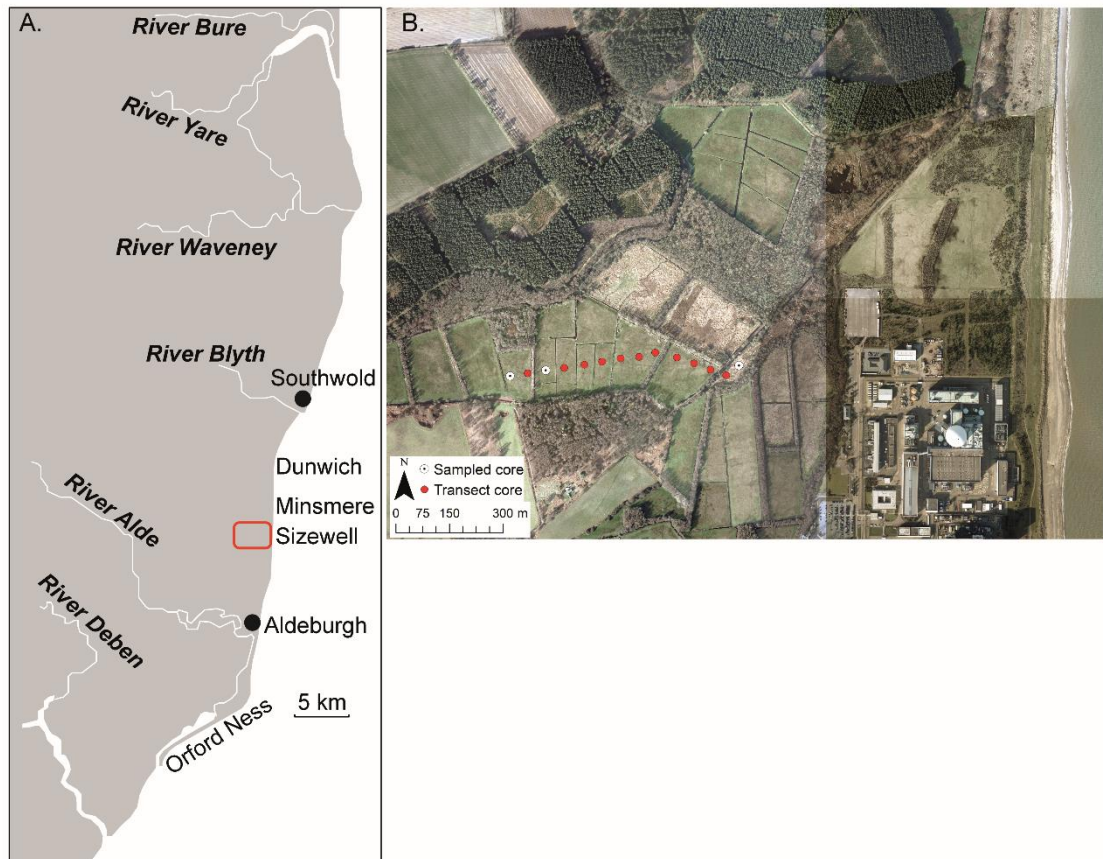 A.
River Bure
River Yare
River Waveney
River Blyth
Southwold
Dunwich
Minsmere
Sizewell
River Alde
River Deben
Aldeburgh
5 km
Orford Ness
B.
N
Sampled core
Transect core
0 75 150 300 m